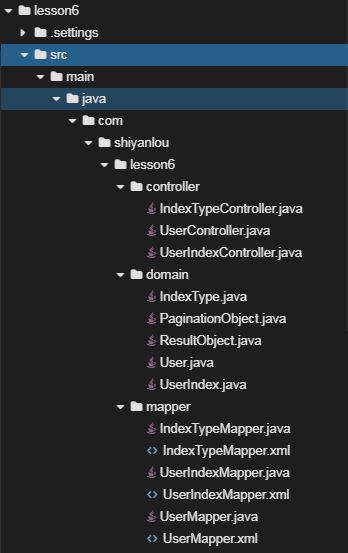 lesson6
.settings
src
main
java
com
shiyanlou
lesson6
controller
IndexTypeController.java
UserController.java
UserIndexController.java
domain
IndexType.java
PaginationObject.java
ResultObject.java
User.java
UserIndex.java
mapper
IndexTypeMapper.java
IndexTypeMapper.xml
UserIndexMapper.java
UserIndexMapper.xml
UserMapper.java
UserMapper.xml